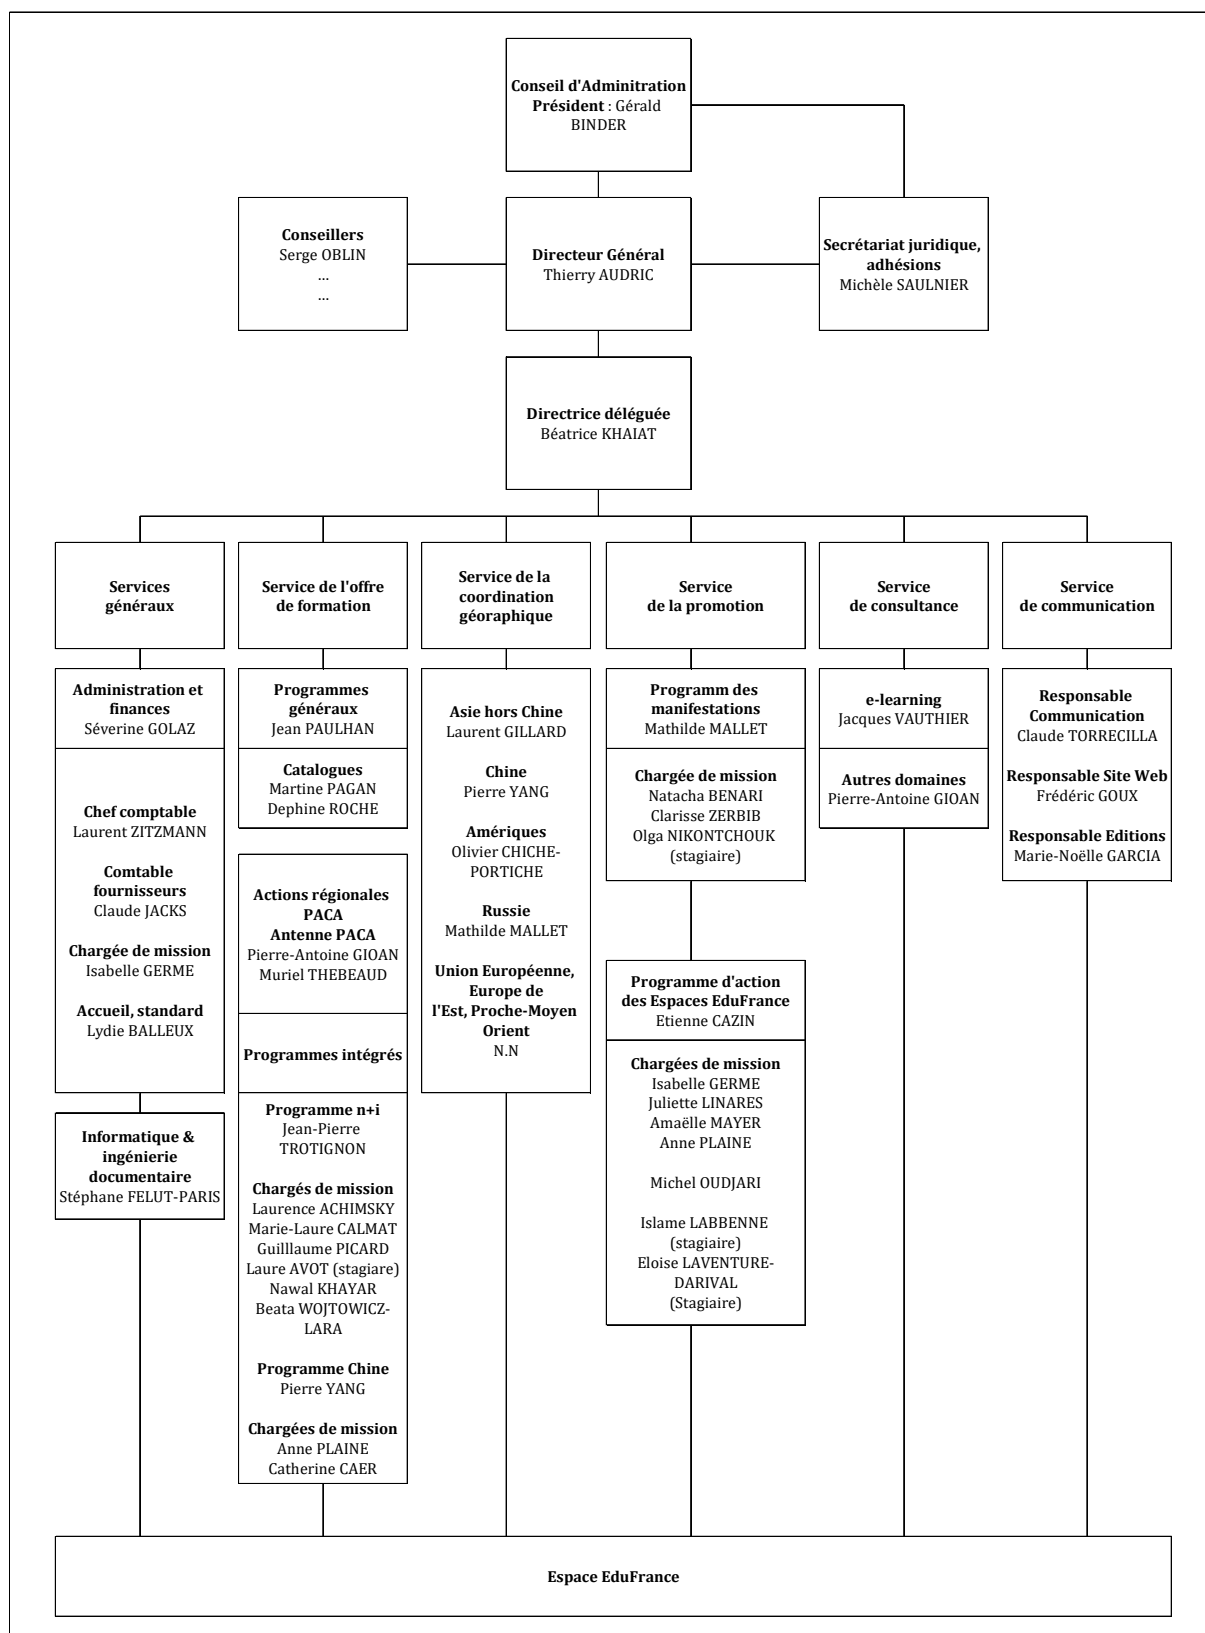 Conseil d'Adminitration
Président : Gérald
BINDER
Conseillers
Serge OBLIN
...
...
Directeur Général
Thierry AUDRIC
Secrétariat juridique,
adhésions
Michèle SAULNIER
Directrice déléguée
Béatrice KHAIAT
Services
généraux
Service de l'offre
de formation
Service de la
coordination
géoraphique
Service
de la promotion
Service
de consultance
Service
de communication
Administration et
finances
Séverine GOLAZ
Chef comptable
Laurent ZITZMANN
Comtable
fournisseurs
Claude JACKS
Chargée de mission
Isabelle GERME
Accueil, standard
Lydie BALLEUX
Informatique &
ingénierie
documentaire
Stéphane FELUT-PARIS
Programmes
généraux
Jean PAULHAN
Catalogues
Martine PAGAN
Dephine ROCHE
Actions régionales
PACA
Antenne PACA
Pierre-Antoine GIOAN
Muriel THEBEAUD
Programmes intégrés
Programme n+i
Jean-Pierre
TROTIGNON
Chargés de mission
Laurence ACHIMSKY
Marie-Laure CALMAT
Guilllaume PICARD
Laure AVOT (stagiare)
Nawal KHAYAR
Beata WOJTOWICZ-
LARA
Programme Chine
Pierre YANG
Chargées de mission
Anne PLAINE
Catherine CAER
Asie hors Chine
Laurent GILLARD
Chine
Pierre YANG
Amériques
Olivier CHICHE-
PORTICHE
Russie
Mathilde MALLET
Union Européenne,
Europe de
l'Est, Proche-Moyen
Orient
N.N
Programm des
manifestations
Mathilde MALLET
Chargée de mission
Natacha BENARI
Clarisse ZERBIB
Olga NIKONTCHOUK
(stagiaire)
Programme d'action
des Espaces EduFrance
Etienne CAZIN
Chargées de mission
Isabelle GERME
Juliette LINARES
Amaëlle MAYER
Anne PLAINE
Michel OUDJARI
Islame LABBENNE
(stagiaire)
Eloise LAVENTURE-
DARIVAL
(Stagiaire)
e-learning
Jacques VAUTHIER
Autres domaines
Pierre-Antoine GIOAN
Responsable
Communication
Claude TORRECILLA
Responsable Site Web
Frédéric GOUX
Responsable Editions
Marie-Noëlle GARCIA
Espace EduFrance